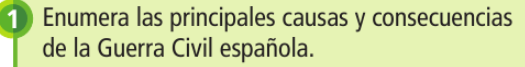 1 Enumera las principales causas y consecuencias
de la Guerra Civil española.